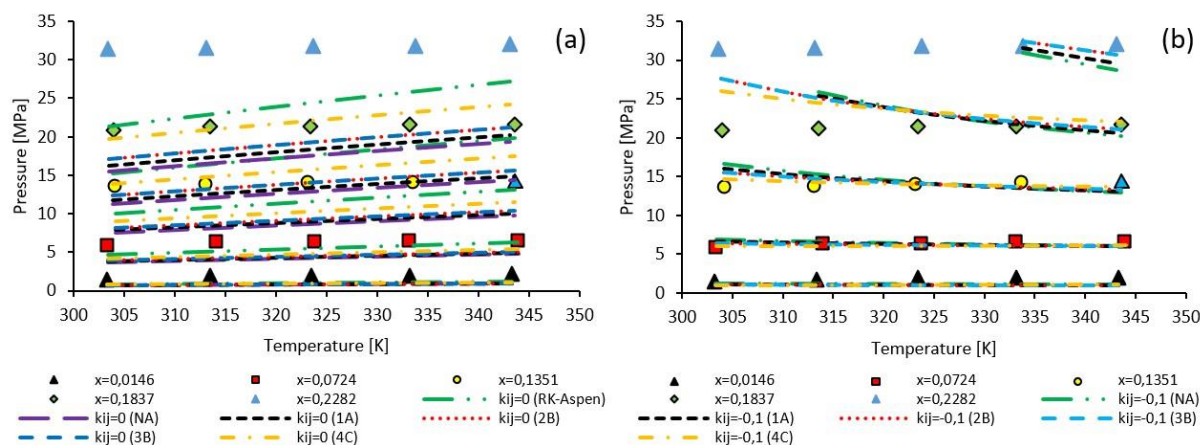 35
30
25
20
15
10
5
0
Pressure [MPa]
(a)
300 305 310 315 320 325 330 335 340 345 350
Temperature [K]
x=0,0146 x=0,0724 x=0,1351
x=0,1837 x=0,2282 kij=0 (RK-Aspen)
kij=0 (NA) kij=0 (1A) kij=0 (2B)
kij=0 (3B) kij=0 (4C)
35
30
25
20
15
10
5
0
Pressure [MPa]
(b)
300 305 310 315 320 325 330 335 340 345 350
Temperature [K]
x=0,0146 x=0,0724 x=0,1351
x=0,1837 x=0,2282 kij=-0,1 (NA)
kij=-0,1 (1A) kij=-0,1 (2B) kij=-0,1 (3B)
kij=-0,1 (4C)